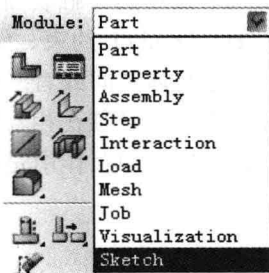 Module: Part
Part
Property
Assembly
Step
Interaction
Load
Mesh
Job
Visualization
Sketch